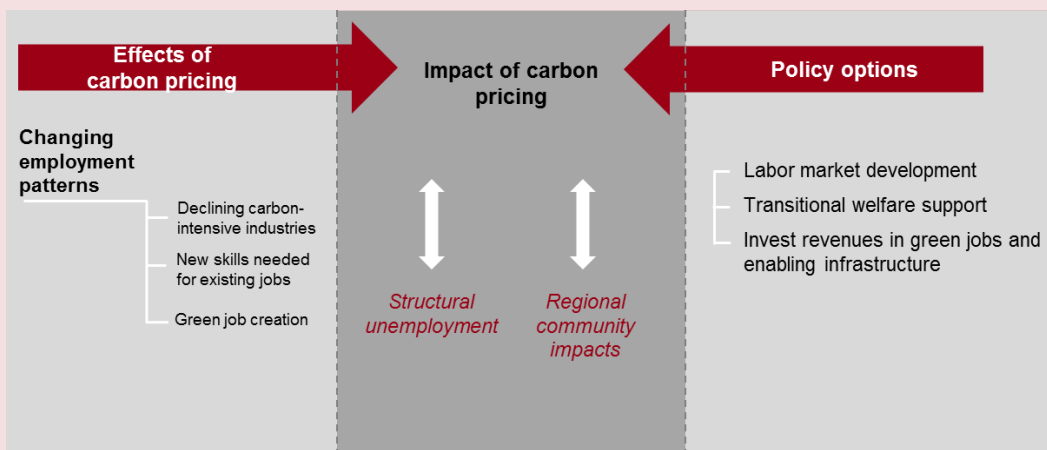 Effects of
carbon pricing
Changing
employment
patterns
Declining carbon-
intensive industries
New skills needed
for existing jobs
Green job creation
Impact of carbon
pricing
Structural
unemployment
Regional
community
impacts
Policy options
Labor market development
Transitional welfare support
Invest revenues in green jobs and
enabling infrastructure